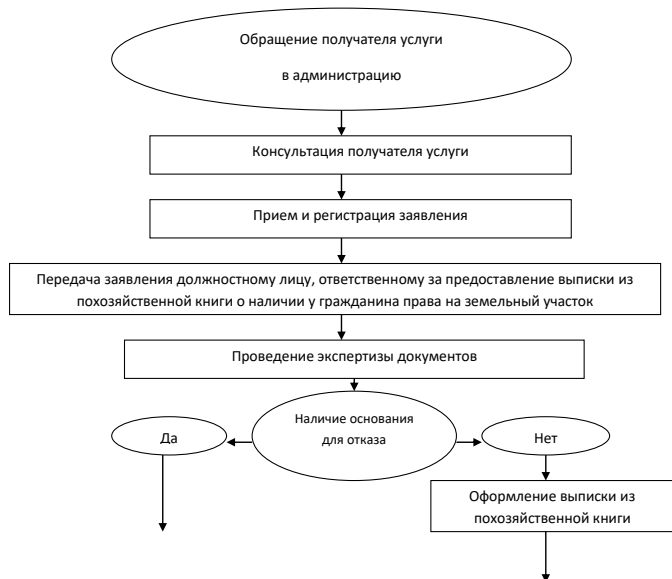 Обращение получателя услуги
в администрацию
Консультация получателя услуги
Прием и регистрация заявления
Передача заявления должностному лицу, ответственному за предоставление выписки из
похозяйственной книги о наличии у гражданина права на земельный участок
Проведение экспертизы документов
Наличие основания
для отказа
Да
Нет
Оформление выписки из
похозяйственной книги